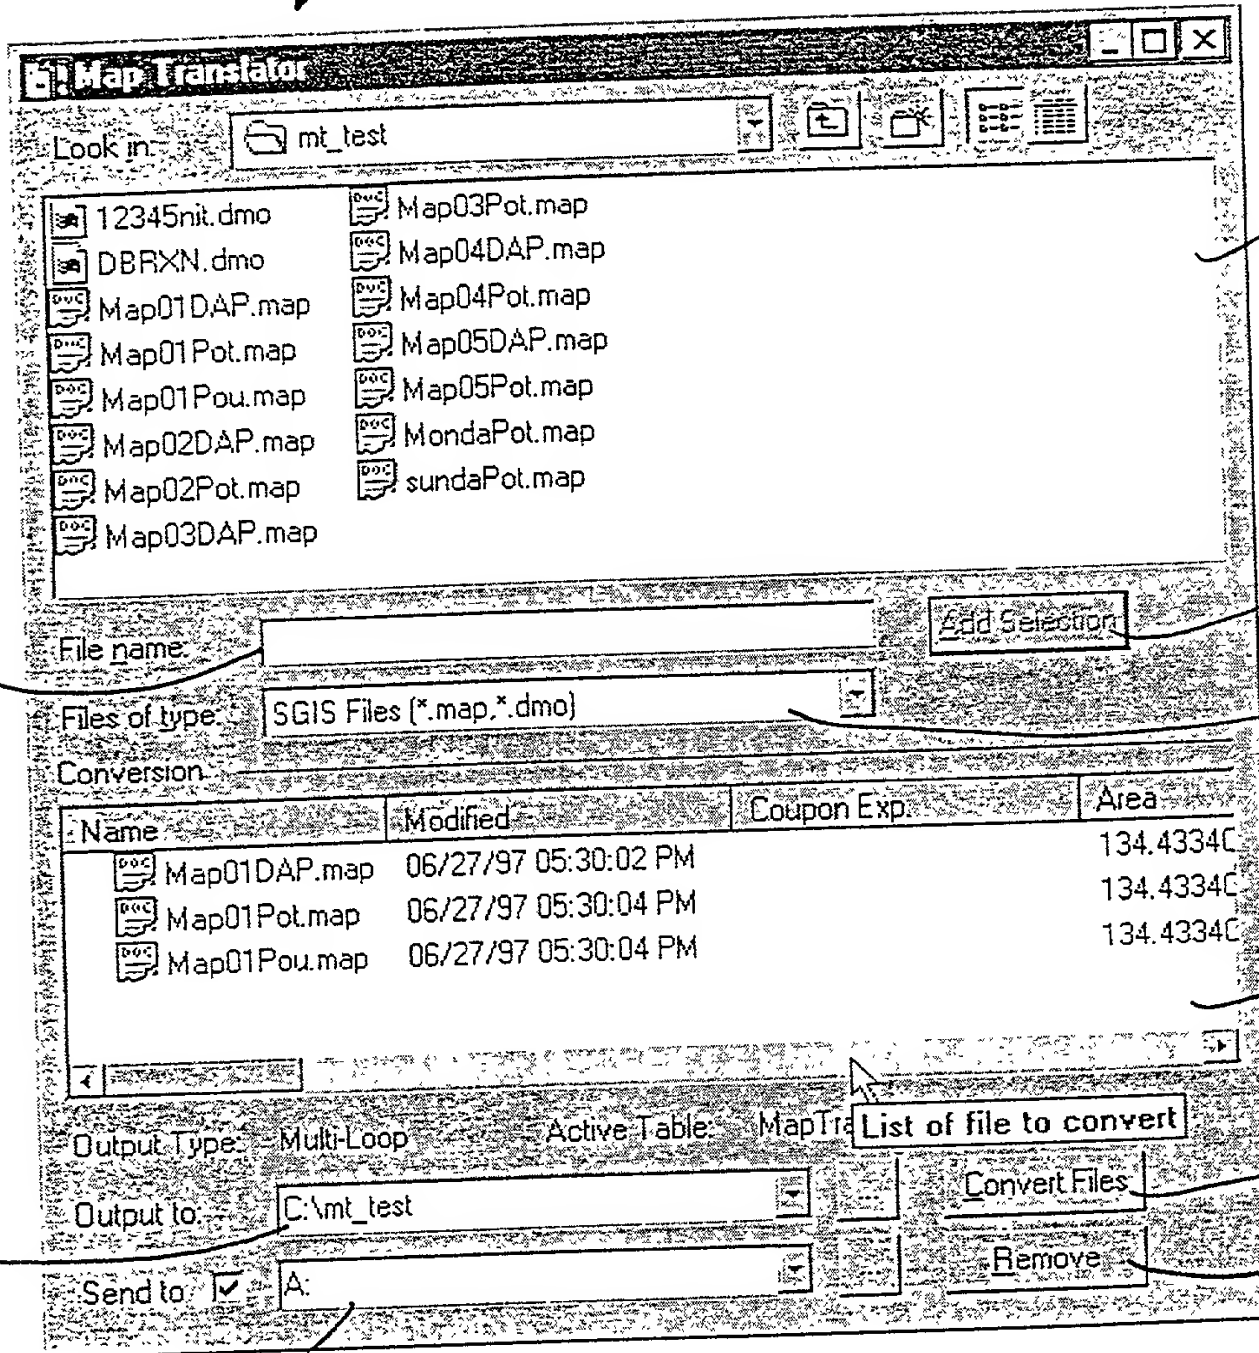 Map Translator
Look in: mt_test
12345nit.dmo
DBRXN.dmo
Map01DAP.map
Map01Pot.map
Map01Pou.map
Map02DAP.map
Map02Pot.map
Map03DAP.map
Map03Pot.map
Map04DAP.map
Map04Pot.map
Map05DAP.map
Map05Pot.map
MondaPot.map
sundaPot.map
File name: Add Selection
Files of type: SGIS Files (*.map,*.dmo)
Conversion
Name Modified Coupon Exp. Area
Map01DAP.map 06/27/97 05:30:02 PM 134.4334
Map01Pot.map 06/27/97 05:30:04 PM 134.4334
Map01Pou.map 06/27/97 05:30:04 PM 134.4334
Output Type: Multi-Loop Active Table: MapTra
List of file to convert
Output to: C:\mt_test ... Convert Files
Send to: A: ... Remove